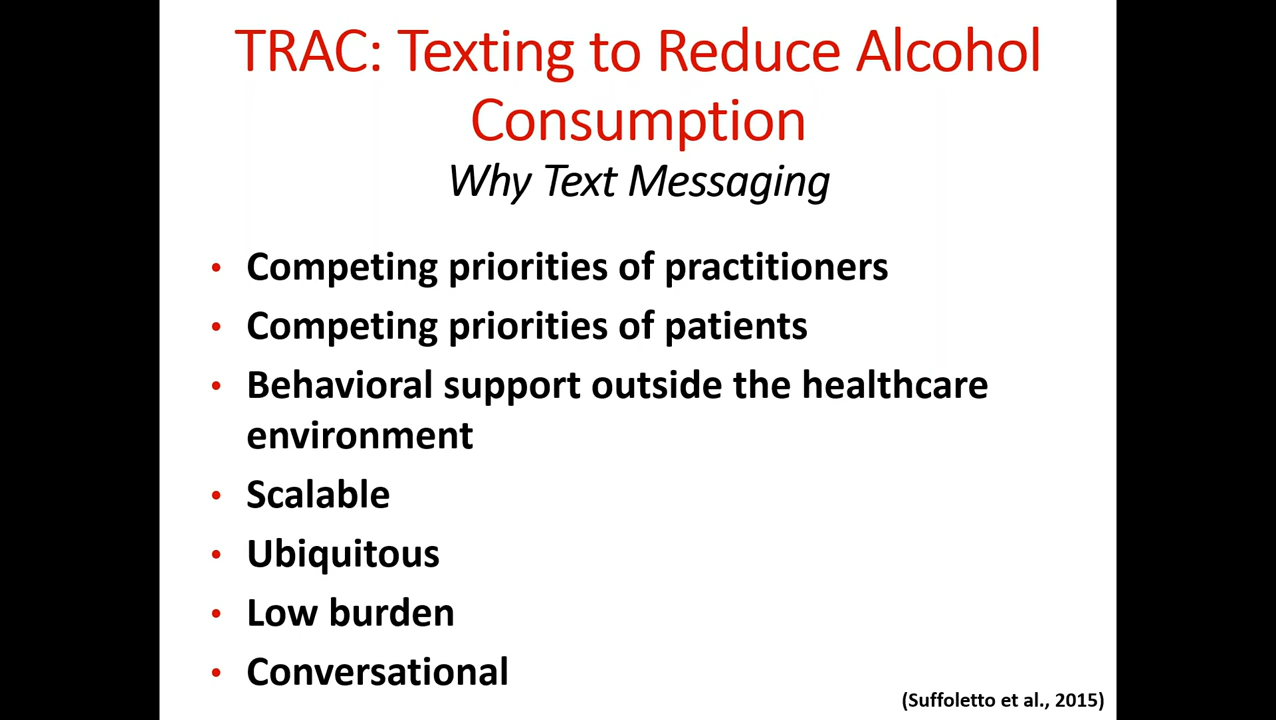 TRAC: Texting to Reduce Alcohol
Consumption
Why Text Messaging
• Competing priorities of practitioners
• Competing priorities of patients
• Behavioral support outside the healthcare
environment
• Scalable
• Ubiquitous
• Low burden
• Conversational
(Suffoletto et al., 2015)